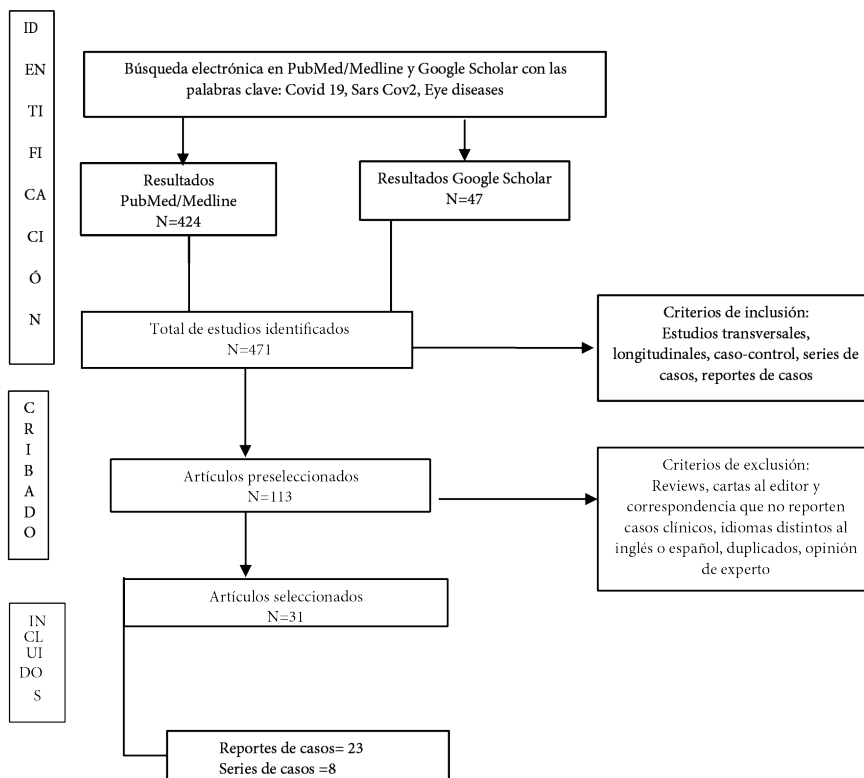 ID
EN
TI
FI
CA
CI
Ó
N
Búsqueda electrónica en PubMed/Medline y Google Scholar con las
palabras clave: Covid 19, Sars Cov2, Eye diseases
Resultados
PubMed/Medline
N=424
Resultados Google Scholar
N=47
Total de estudios identificados
N=471
Criterios de inclusión:
Estudios transversales,
longitudinales, caso-control, series de
casos, reportes de casos
C
R
I
B
A
D
O
Artículos preseleccionados
N=113
Criterios de exclusión:
Reviews, cartas al editor y
correspondencia que no reporten
casos clínicos, idiomas distintos al
inglés o español, duplicados, opinión
de experto
Artículos seleccionados
N=31
IN
CL
UI
DO
S
Reportes de casos= 23
Series de casos =8